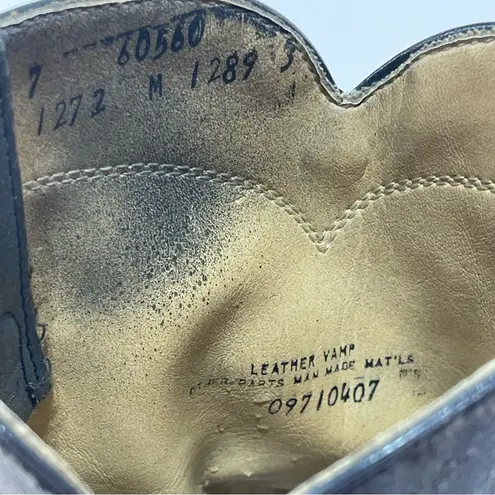 7 60560
1272 M 1289 3
LEATHER VAMP
OTHER PARTS MAN MADE MAT'LS
09710407